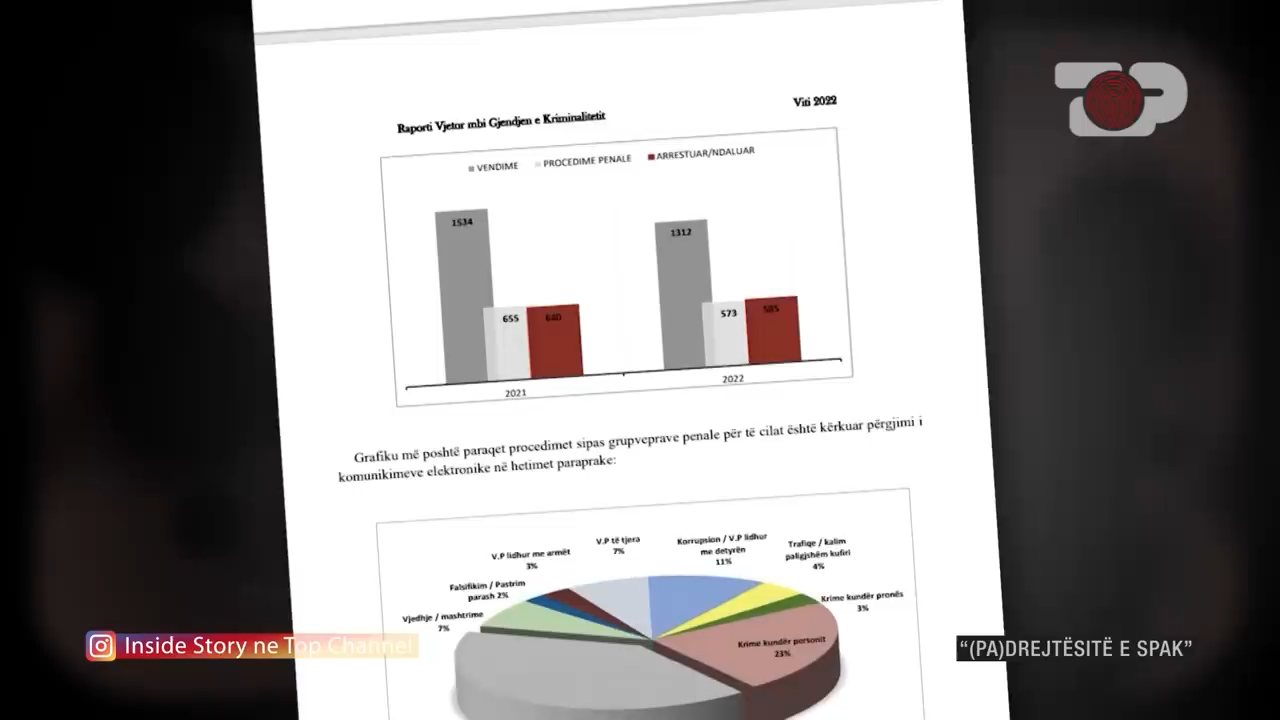 TOP
Raporti Vjetor mbi Gjendjen e Kriminalitetit
Viti 2022
VENDIME
PROCEDIME PENALE
ARRESTUAR/NDALUAR
1534
655
640
1312
573
585
2021
2022
Grafiku më poshtë paraqet procedimet sipas grupveprave penale për të cilat është kërkuar përgjimi i
komunikimeve elektronike në hetimet paraprake:
V.P lidhur me armët
3%
V.P të tjera
7%
Korrupsion / V.P lidhur
me detyrën
11%
Trafiqe / kalim
paligjshëm kufiri
4%
Falsifikim / Pastrim
parash 2%
Vjedhje / mashtrime
7%
Krime kundër pronës
3%
Krime kundër personit
23%
Inside Story ne Top Channel
“(PA)DREJTËSITË E SPAK”